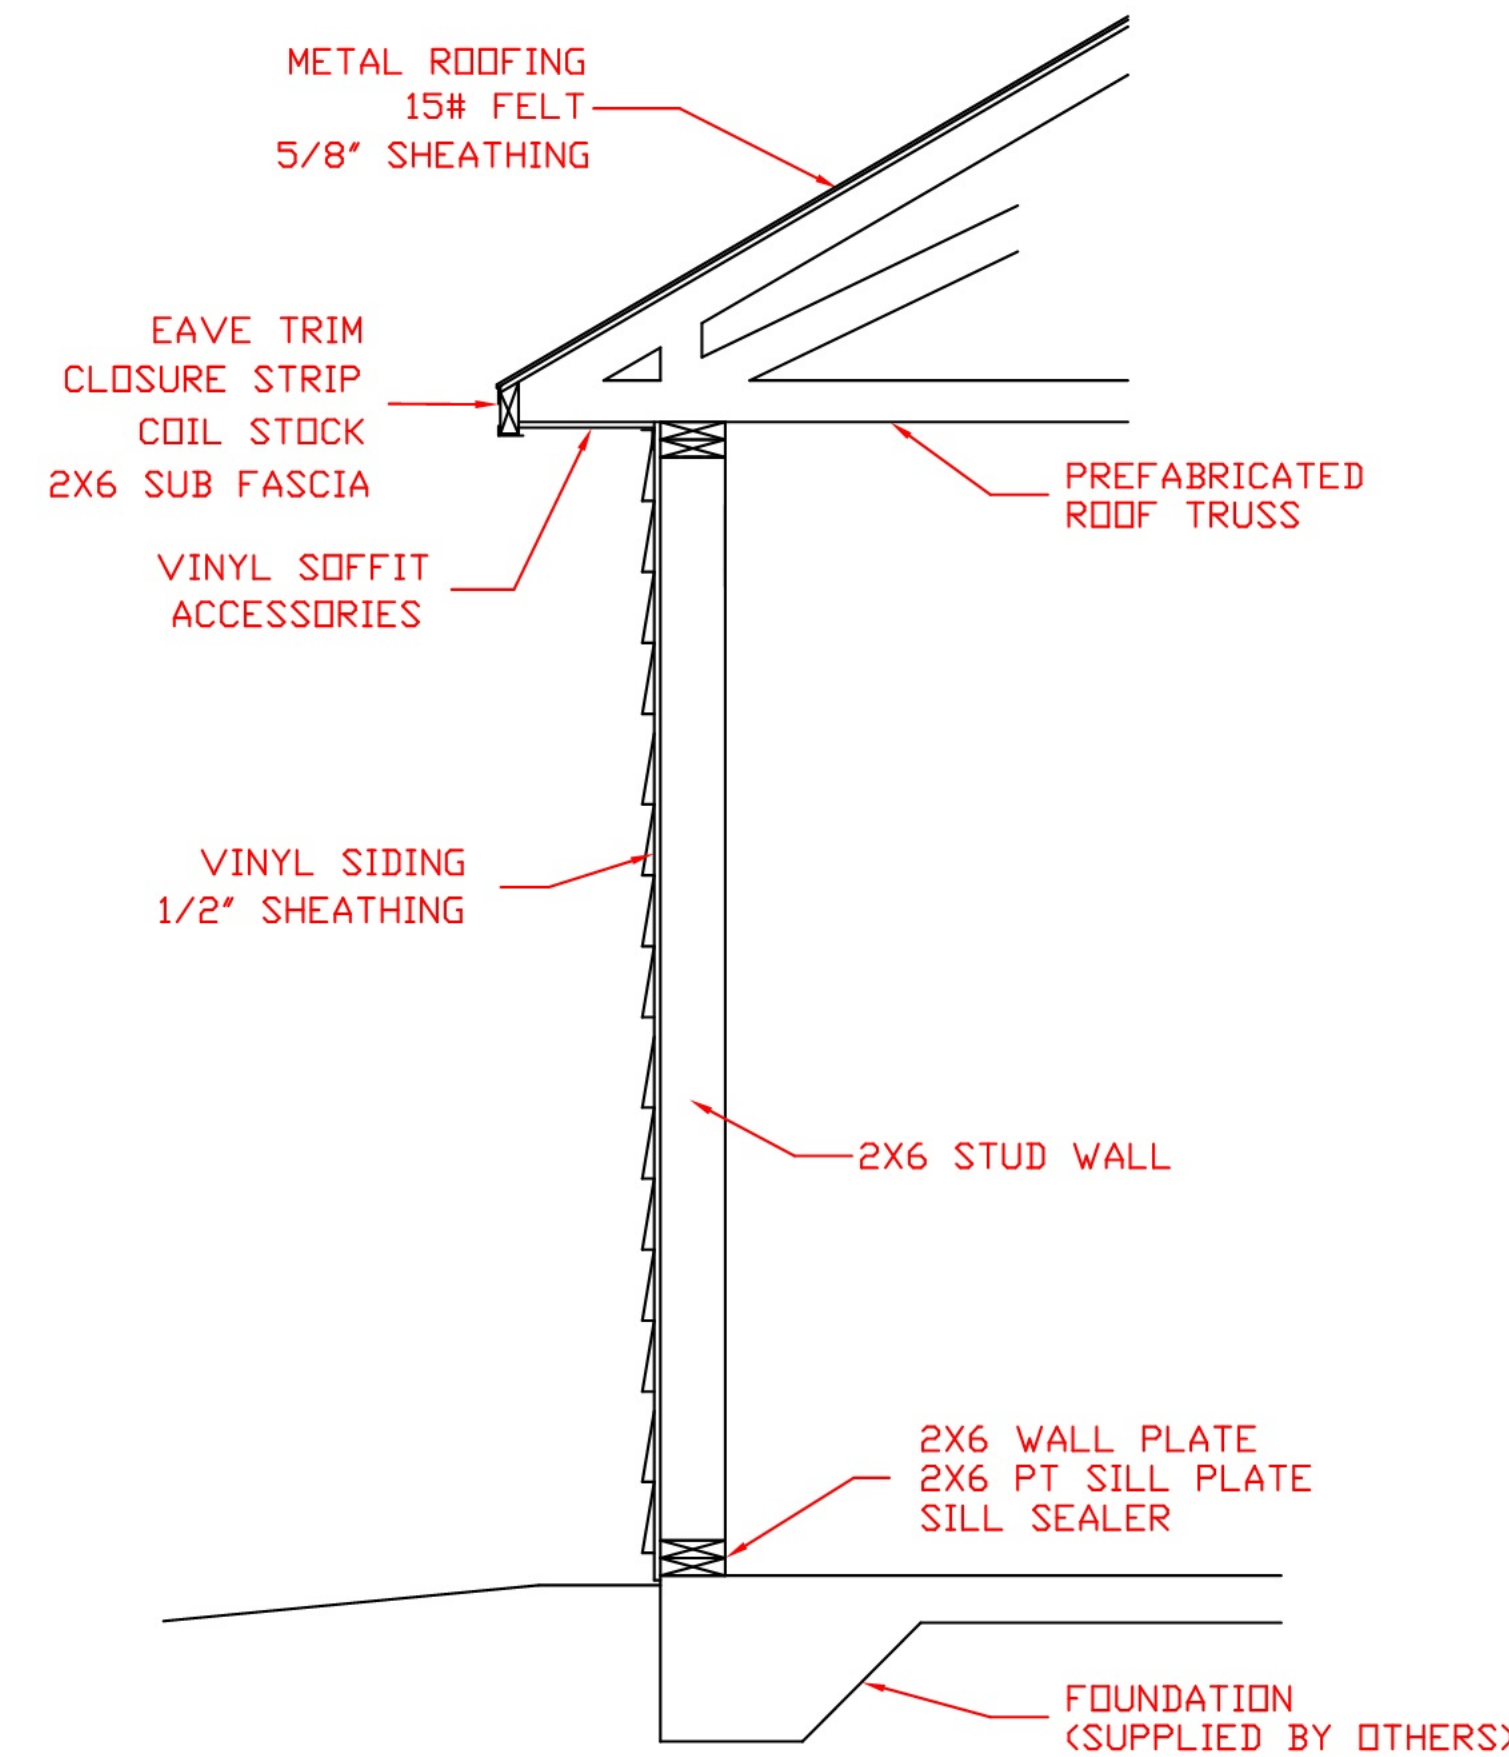 METAL ROOFING
15# FELT
5/8" SHEATHING
EAVE TRIM
CLOSURE STRIP
COIL STOCK
2X6 SUB FASCIA
PREFABRICATED
ROOF TRUSS
VINYL SOFFIT
ACCESSORIES
VINYL SIDING
1/2" SHEATHING
2X6 STUD WALL
2X6 WALL PLATE
2X6 PT SILL PLATE
SILL SEALER
FOUNDATION
(SUPPLIED BY OTHERS)